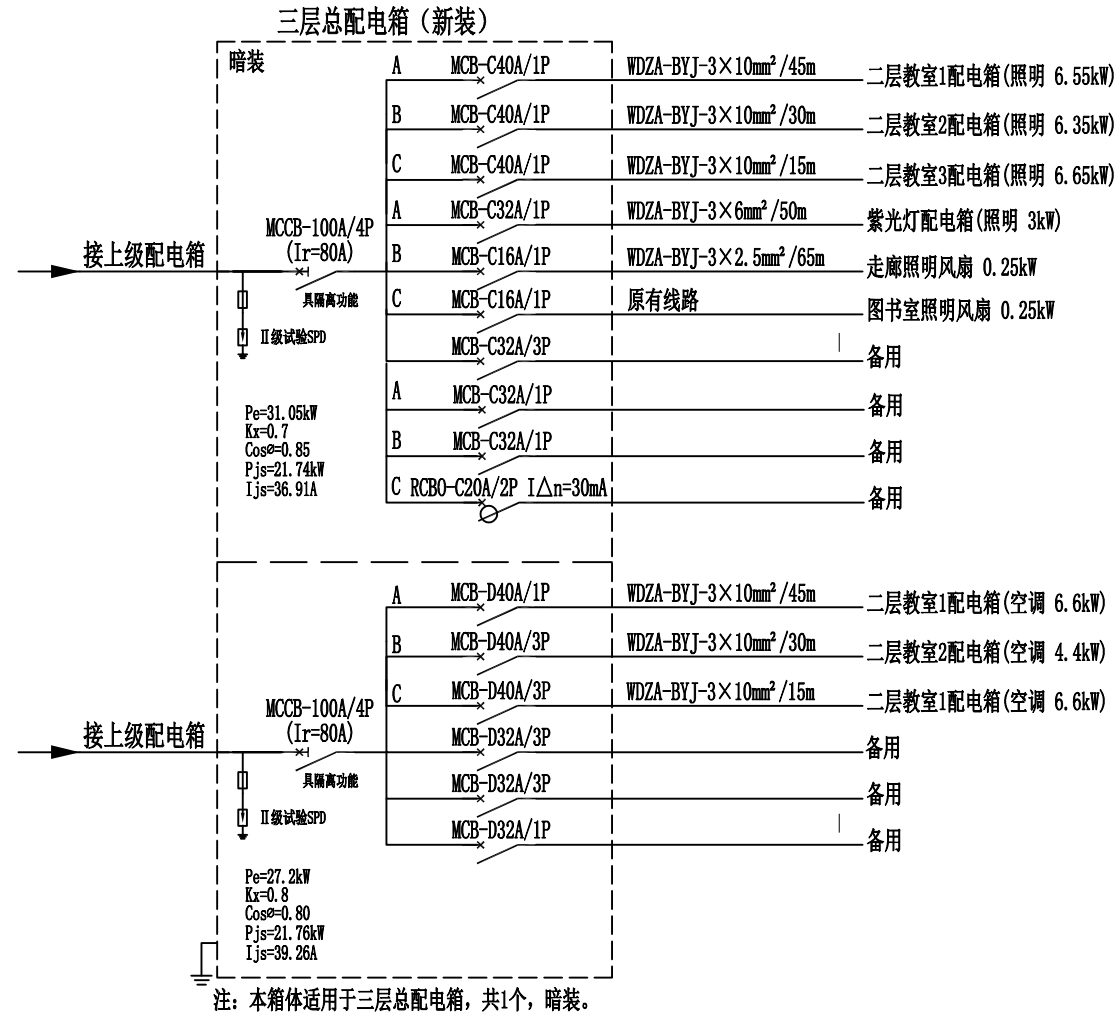 三层总配电箱（新装）
暗装
A MCB-C40A/1P WDZA-BYJ-3×10mm²/45m 二层教室1配电箱(照明 6.55kW)
B MCB-C40A/1P WDZA-BYJ-3×10mm²/30m 二层教室2配电箱(照明 6.35kW)
C MCB-C40A/1P WDZA-BYJ-3×10mm²/15m 二层教室3配电箱(照明 6.65kW)
A MCB-C32A/1P WDZA-BYJ-3×6mm²/50m 紫光灯配电箱(照明 3kW)
MCCB-100A/4P
接上级配电箱 (Ir=80A) B MCB-C16A/1P WDZA-BYJ-3×2.5mm²/65m 走廊照明风扇 0.25kW
具隔离功能 C MCB-C16A/1P 原有线路 图书室照明风扇 0.25kW
Ⅱ级试验SPD
MCB-C32A/3P 备用
A MCB-C32A/1P 备用
B MCB-C32A/1P 备用
C RCBO-C20A/2P I△n=30mA 备用
Pe=31.05kW
Kx=0.7
Cosø=0.85
Pjs=21.74kW
Ijs=36.91A
A MCB-D40A/1P WDZA-BYJ-3×10mm²/45m 二层教室1配电箱(空调 6.6kW)
B MCB-D40A/3P WDZA-BYJ-3×10mm²/30m 二层教室2配电箱(空调 4.4kW)
C MCB-D40A/3P WDZA-BYJ-3×10mm²/15m 二层教室1配电箱(空调 6.6kW)
MCCB-100A/4P
接上级配电箱 (Ir=80A) MCB-D32A/3P 备用
具隔离功能 MCB-D32A/3P 备用
Ⅱ级试验SPD MCB-D32A/1P 备用
Pe=27.2kW
Kx=0.8
Cosø=0.80
Pjs=21.76kW
Ijs=39.26A
注：本箱体适用于三层总配电箱，共1个，暗装。